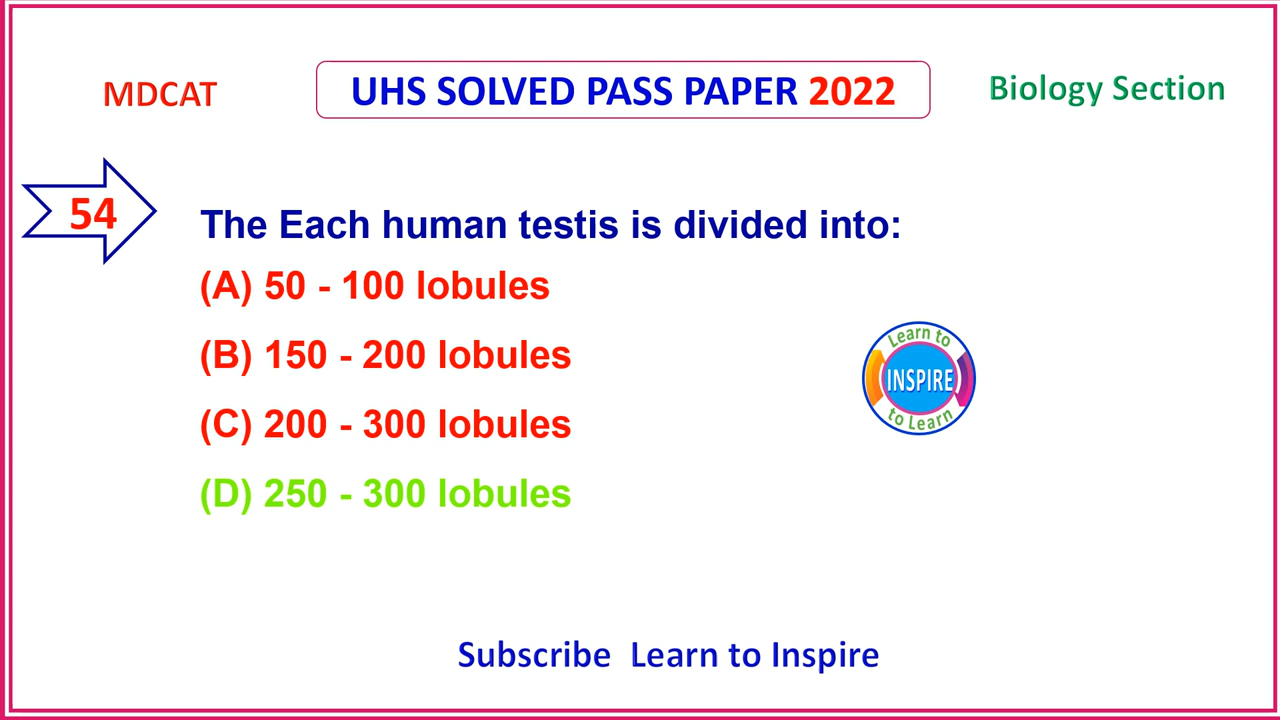 MDCAT
UHS SOLVED PASS PAPER 2022
Biology Section
54
The Each human testis is divided into:
(A) 50 - 100 lobules
(B) 150 - 200 lobules
(C) 200 - 300 lobules
(D) 250 - 300 lobules
Learn to
INSPIRE
to Learn
Subscribe Learn to Inspire